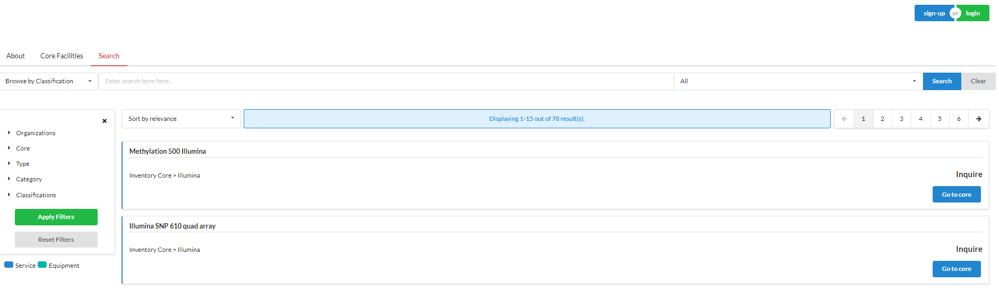 sign-up or login
About Core Facilities Search
Browse by Classification Enter search term here... All Search Clear
Sort by relevance Displaying 1-15 out of 78 result(s). 1 2 3 4 5 6
Organizations
Core
Type
Category
Classifications
Apply Filters
Reset Filters
Service Equipment
Methylation 500 Illumina
Inventory Core > Illumina
Inquire
Go to core
Illumina SNP 610 quad array
Inventory Core > Illumina
Inquire
Go to core